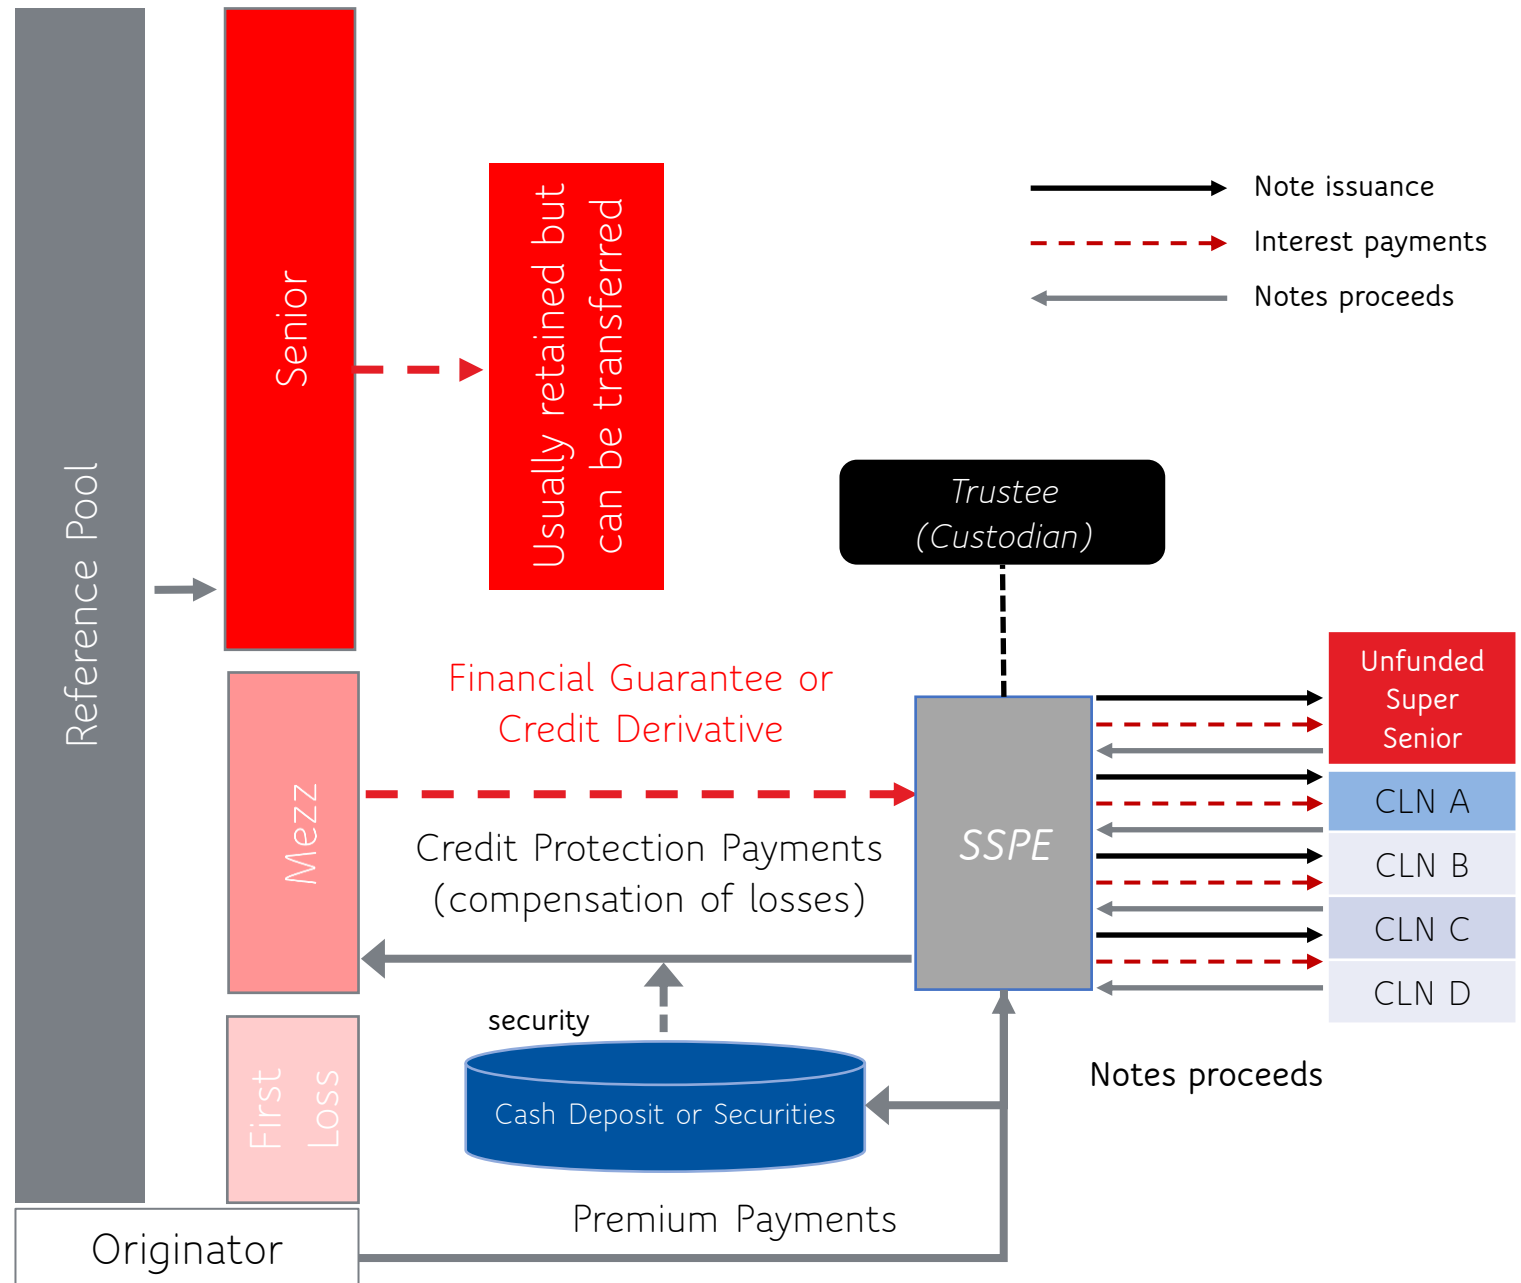 Reference Pool
Senior
Usually retained but
can be transferred
Note issuance
Interest payments
Notes proceeds
Trustee
(Custodian)
Financial Guarantee or
Credit Derivative
Mezz
Credit Protection Payments
(compensation of losses)
SSPE
Unfunded
Super
Senior
CLN A
CLN B
CLN C
CLN D
security
First
Loss
Cash Deposit or Securities
Notes proceeds
Premium Payments
Originator